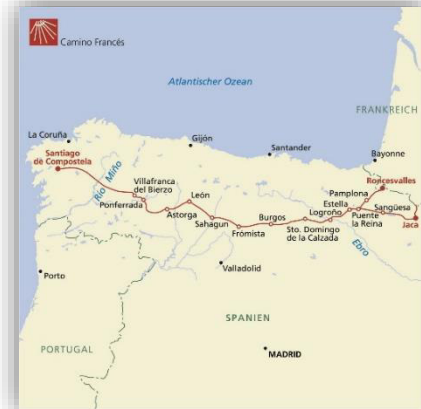 Camino Francés
Atlantischer Ozean
FRANKREICH
La Coruña
Gijón
Santander
Bayonne
Santiago
de Compostela
Rio Miño
Villafranca
del Bierzo
Ponferrada
Astorga
León
Sahagun
Frómista
Burgos
Sto. Domingo
de la Calzada
Logroño
Estella
Pamplona
Roncesvalles
Puente
la Reina
Sangüesa
Jaca
Ebro
Porto
Valladolid
SPANIEN
PORTUGAL
MADRID